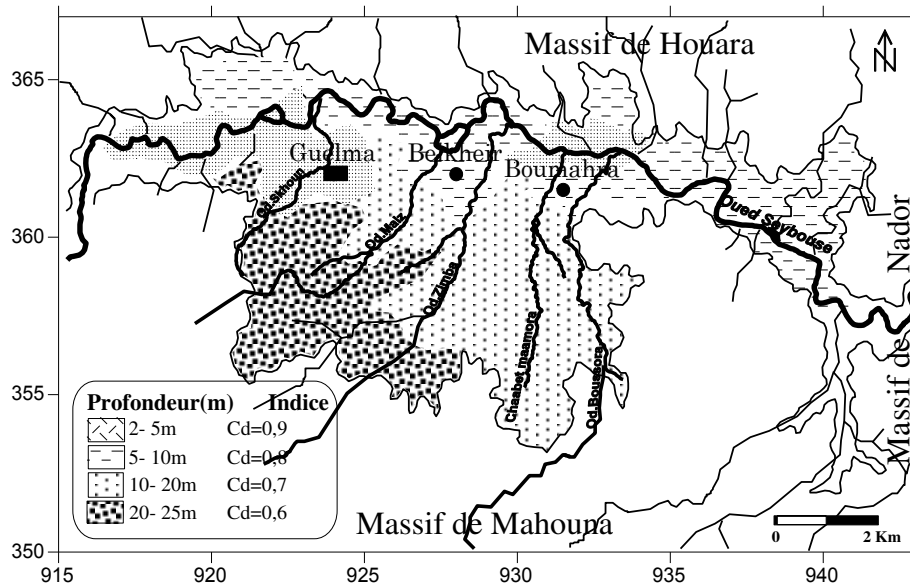 Massif de Houara
N
365
360
355
350
Guelma
Belkheir
Boumahra
Od.Skhoun
Od.Maiz
Od.Zimba
Chaabet maamora
Od.Boussora
Oued Seybouse
Massif de Nador
Massif de Mahouna
Profondeur(m) Indice
2- 5m Cd=0,9
5- 10m Cd=0,8
10- 20m Cd=0,7
20- 25m Cd=0,6
0 2 Km
915 920 925 930 935 940